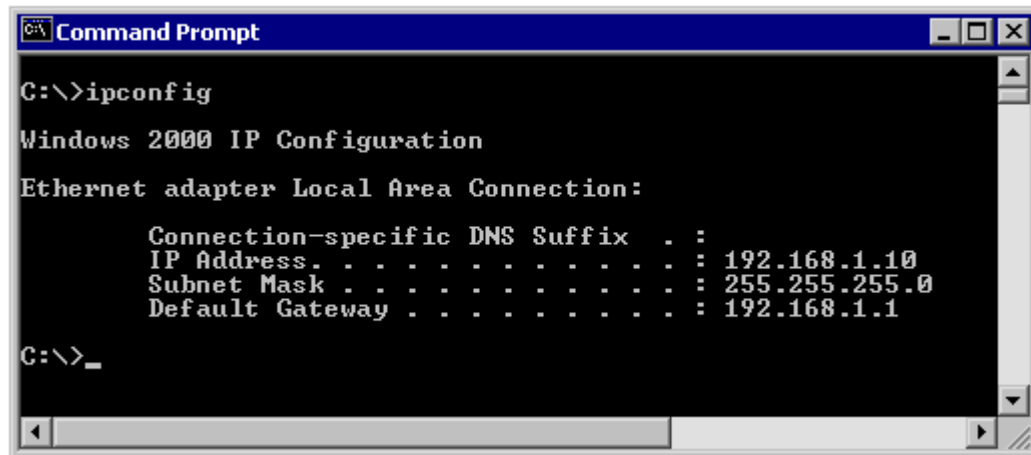 Command Prompt
C:\>ipconfig
Windows 2000 IP Configuration
Ethernet adapter Local Area Connection:
Connection-specific DNS Suffix  . :
IP Address. . . . . . . . . . . . : 192.168.1.10
Subnet Mask . . . . . . . . . . . : 255.255.255.0
Default Gateway . . . . . . . . . : 192.168.1.1
C:\>_